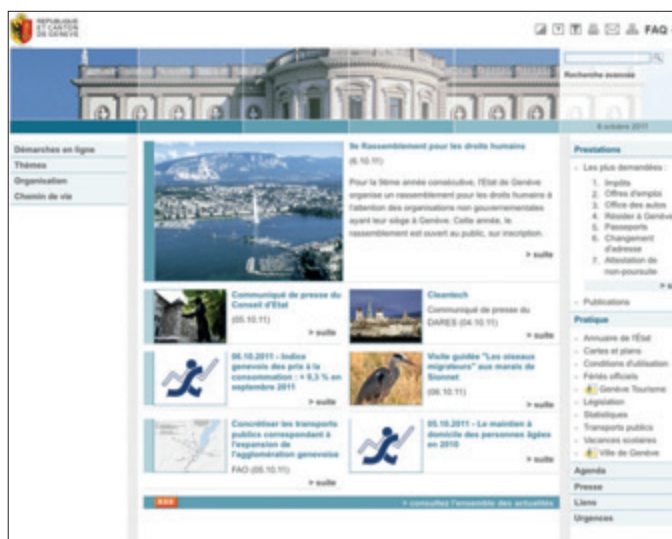 REPUBLIQUE
ET CANTON
DE GENEVE
FAQ
Recherche avancée
6 octobre 2011
Démarches en ligne
Thèmes
Organisation
Chemin de vie
9e Rassemblement pour les droits humains
(6.10.11)
Pour la 9ème année consécutive, l'Etat de Genève
organise un rassemblement pour les droits humains à
l'attention des organisations non gouvernementales
ayant leur siège à Genève. Cette année, le
rassemblement est ouvert au public, sur inscription.
> suite
Communiqué de presse du
Conseil d'Etat
(05.10.11)
> suite
Cleantech
Communiqué de presse du
DARES (04.10.11)
> suite
06.10.2011 - Indice
genevois des prix à la
consommation : + 0,3 % en
septembre 2011
> suite
Visite guidée "Les oiseaux
migrateurs" aux marais de
Sionnet
(06.10.11)
> suite
Concrétiser les transports
publics correspondant à
l'expansion de
l'agglomération genevoise
FAO (05.10.11)
> suite
05.10.2011 - Le maintien à
domicile des personnes âgées
en 2010
> suite
RSS
> consultez l'ensemble des actualités
Prestations
Les plus demandées :
1. Impôts
2. Offres d'emploi
3. Office des autos
4. Résider à Genève
5. Passeports
6. Changement
d'adresse
7. Attestation de
non-poursuite
> s
Publications
Pratique
Annuaire de l'État
Cartes et plans
Conditions d'utilisation
Fériés officiels
Genève Tourisme
Législation
Statistiques
Transports publics
Vacances scolaires
Ville de Genève
Agenda
Presse
Liens
Urgences